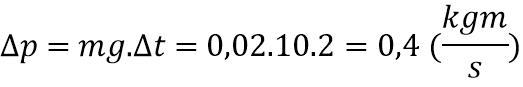 Δp = mg.Δt = 0,02.10.2 = 0,4 (kgm/s)